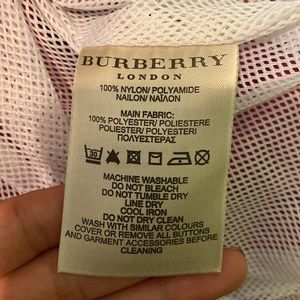 BURBERRY
LONDON
100% NYLON/POLYAMIDE
NAILON/NAÏΛON
MAIN FABRIC:
100% POLYESTER/POLIESTERE
POLIESTER/POLYESTER
ΠΟΛΥΕΣΤΕΡΑΣ
30
MACHINE WASHABLE
DO NOT BLEACH
DO NOT TUMBLE DRY
LINE DRY
COOL IRON
DO NOT DRY CLEAN
WASH WITH SIMILAR COLOURS
COVER OR REMOVE ALL BUTTONS
AND GARMENT ACCESSORIES BEFORE
CLEANING